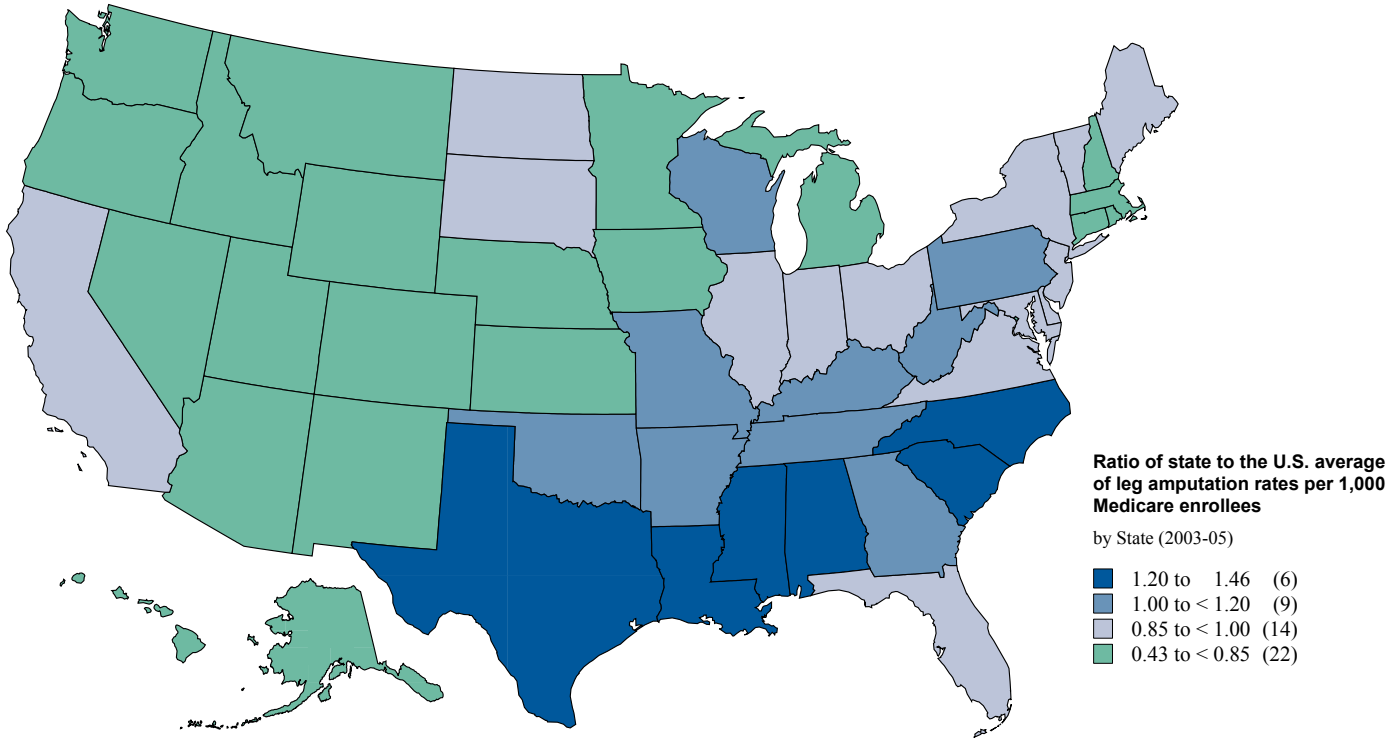 Ratio of state to the U.S. average
of leg amputation rates per 1,000
Medicare enrollees
by State (2003-05)
1.20 to 1.46 (6)
1.00 to < 1.20 (9)
0.85 to < 1.00 (14)
0.43 to < 0.85 (22)